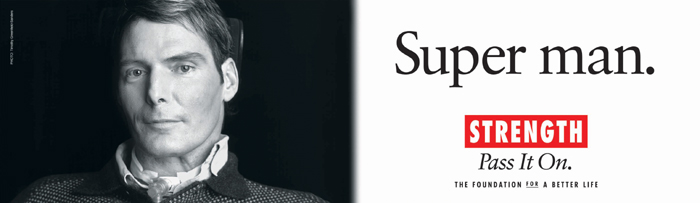 Super man.
STRENGTH
Pass It On.
THE FOUNDATION FOR A BETTER LIFE